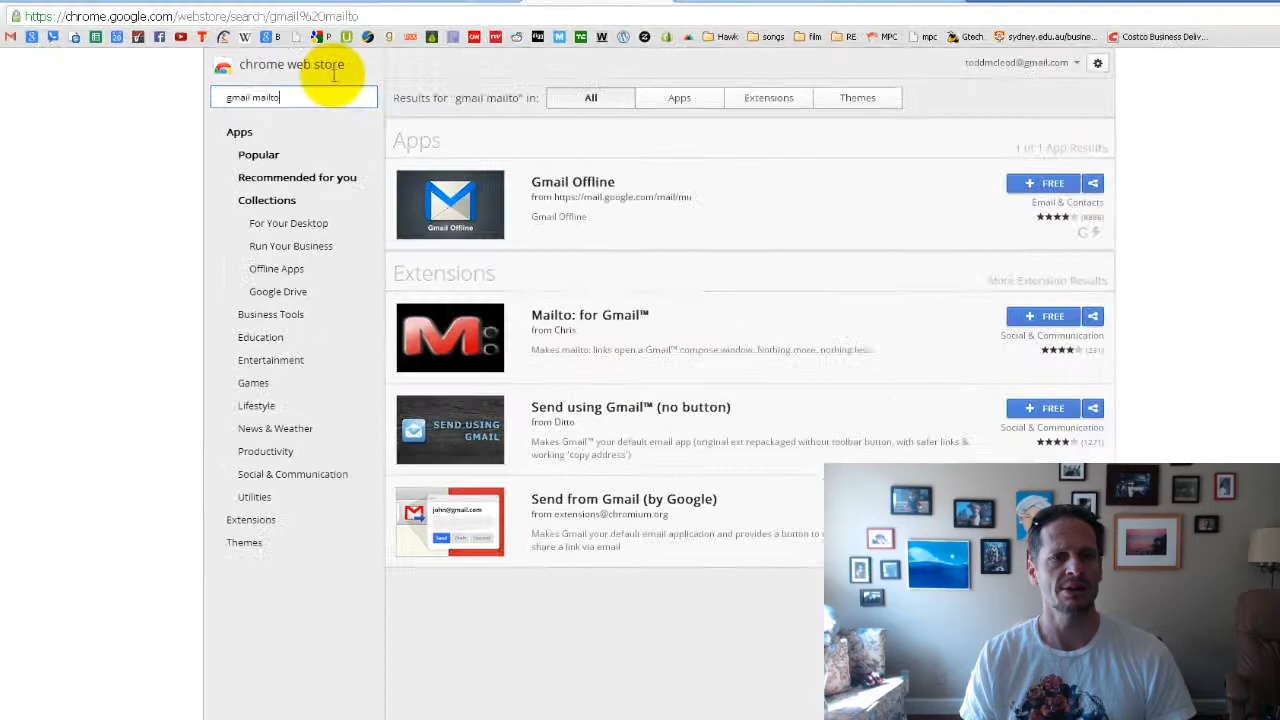 https://chrome.google.com/webstore/search/gmail%20mailto
B
P
Hawk
songs
film
RE
MPC
mpc
Gtech
sydney.edu.au/busine...
Costco Business Deliv...
chrome web store
teddmcleod@gmail.com
gmail mailto
Results for "gmail mailto" in:
All
Apps
Extensions
Themes
Apps
Popular
Recommended for you
Collections
For Your Desktop
Run Your Business
Offline Apps
Google Drive
Business Tools
Education
Entertainment
Games
Lifestyle
News & Weather
Productivity
Social & Communication
Utilities
Extensions
Themes
Apps
1 of 1 App Results
Gmail Offline
Gmail Offline
from https://mail.google.com/mail/mu
Gmail Offline
+ FREE
Email & Contacts
(8886)
Extensions
More Extension Results
M:
Mailto: for Gmail™
from Chris
Makes mailto: links open a Gmail™ compose window. Nothing more, nothing less.
+ FREE
Social & Communication
(231)
SEND USING
GMAIL
Send using Gmail™ (no button)
from Ditto
Makes Gmail™ your default email app (original ext repackaged without toolbar button, with safer links &
working 'copy address')
+ FREE
Social & Communication
(1271)
john@gmail.com
Send
Send from Gmail (by Google)
from extensions@chromium.org
Makes Gmail your default email application and provides a button to
share a link via email